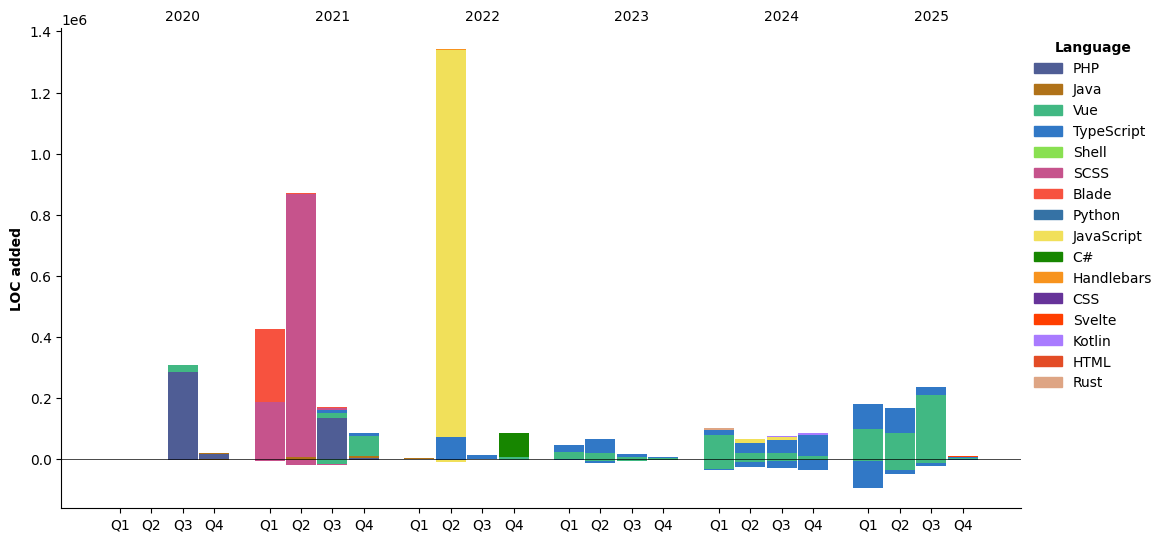 2020 2021 2022 2023 2024 2025
1e6
1.4
1.2
1.0
0.8
0.6
0.4
0.2
0.0
LOC added
Q1 Q2 Q3 Q4 Q1 Q2 Q3 Q4 Q1 Q2 Q3 Q4 Q1 Q2 Q3 Q4 Q1 Q2 Q3 Q4 Q1 Q2 Q3 Q4
Language
PHP
Java
Vue
TypeScript
Shell
SCSS
Blade
Python
JavaScript
C#
Handlebars
CSS
Svelte
Kotlin
HTML
Rust